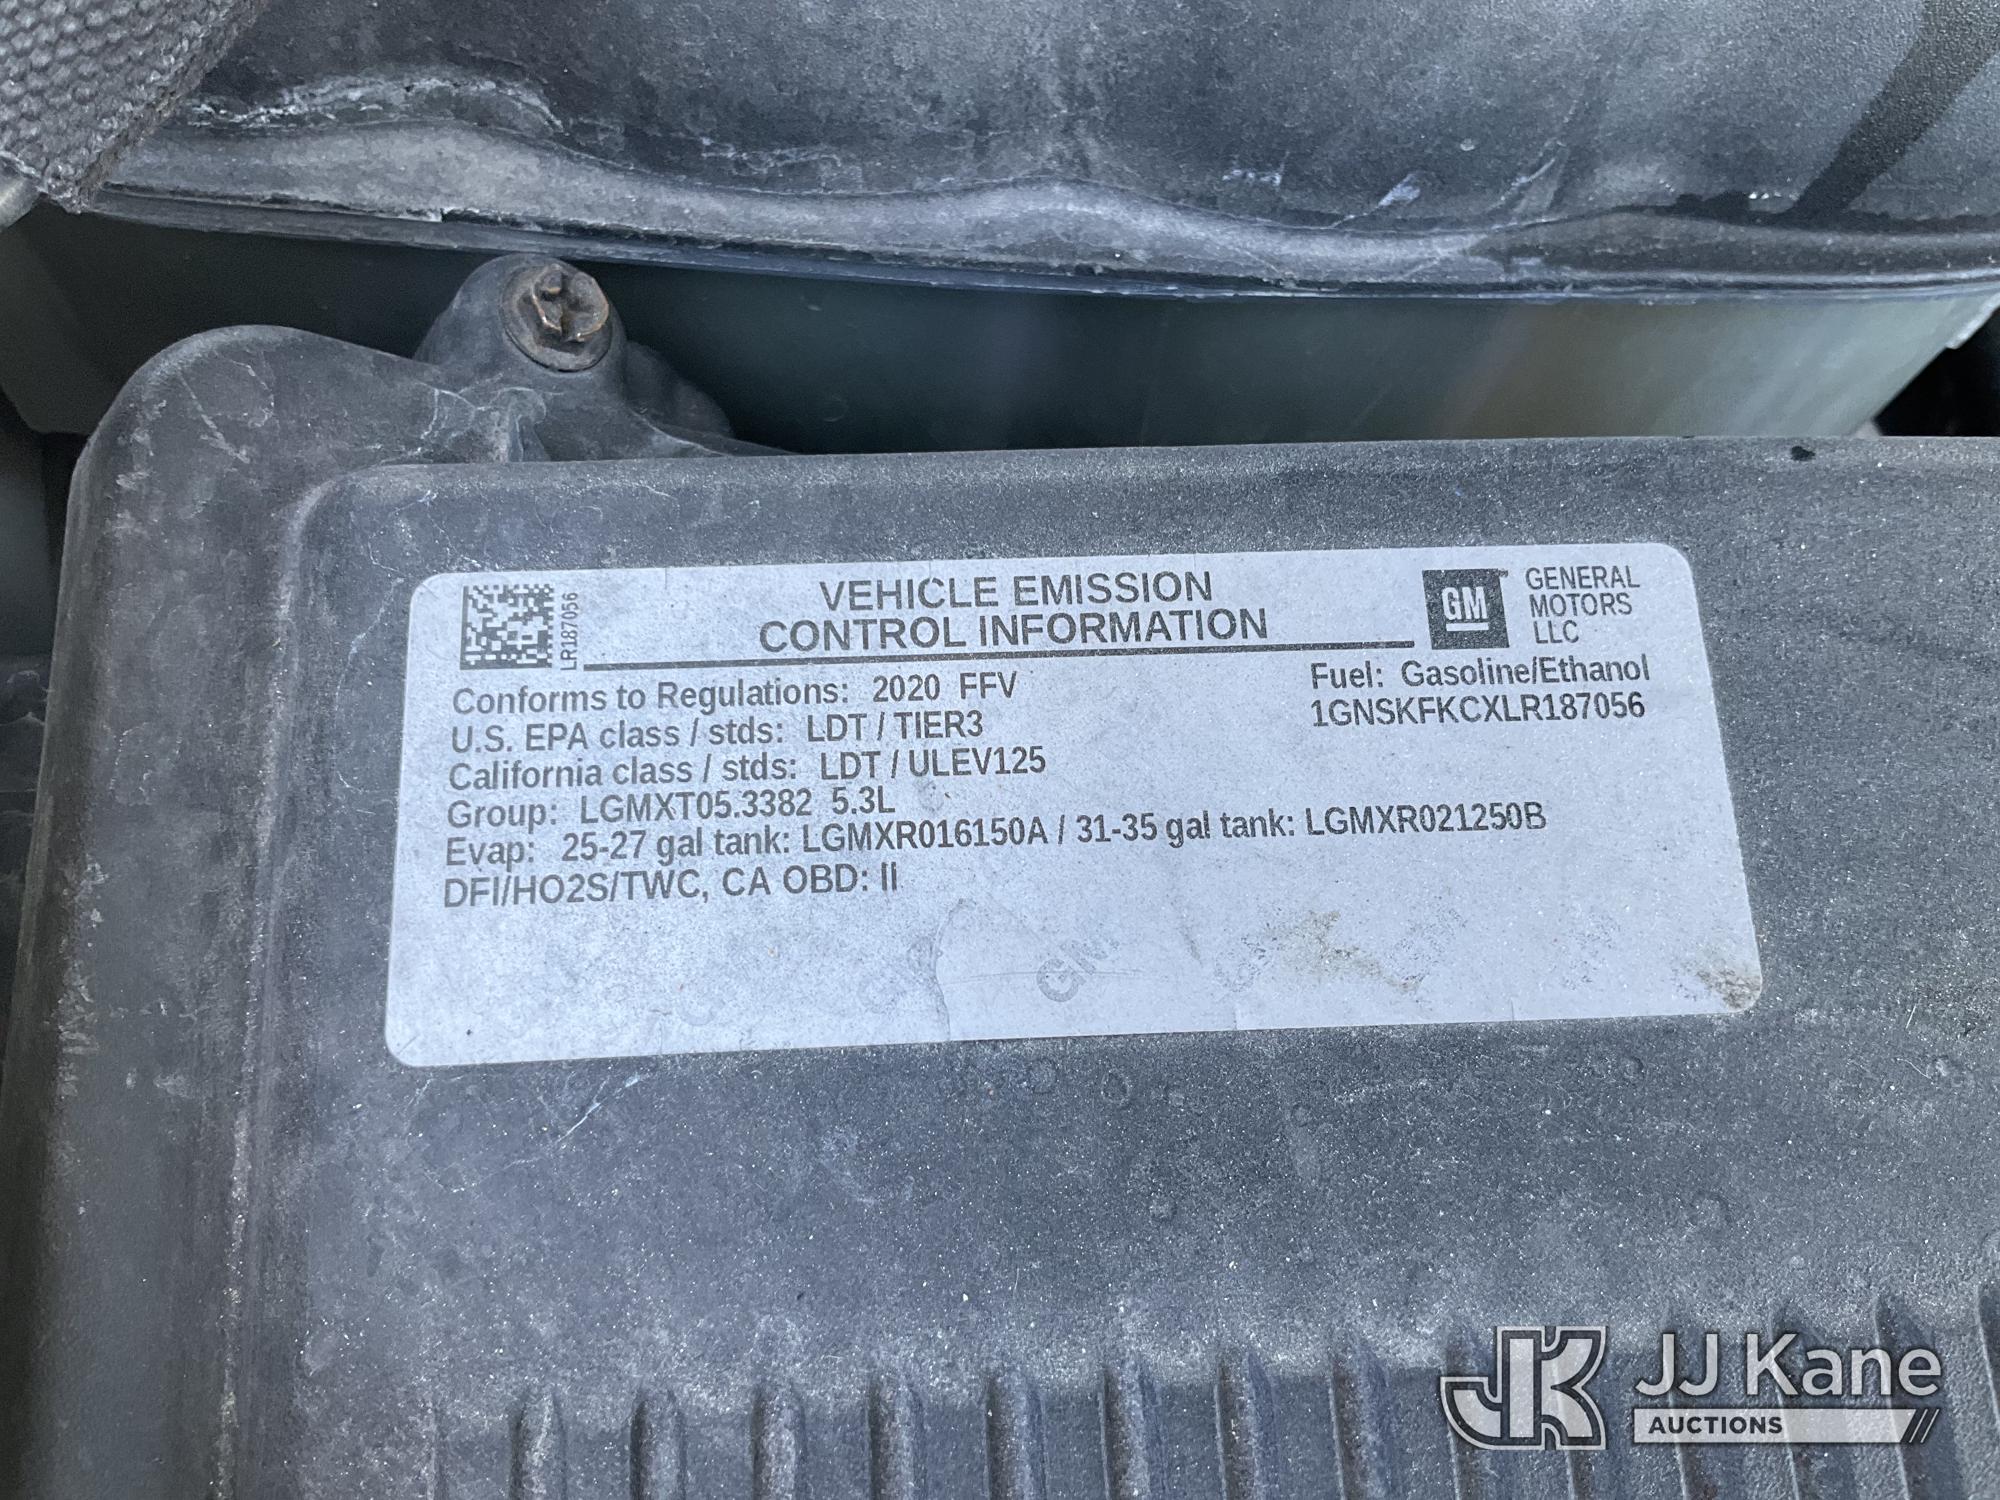 LR187056
VEHICLE EMISSION
CONTROL INFORMATION
GM
GENERAL
MOTORS
LLC
Conforms to Regulations: 2020 FFV
Fuel: Gasoline/Ethanol
U.S. EPA class / stds: LDT / TIER3
1GNSKFKCXLR187056
California class / stds: LDT / ULEV125
Group: LGMXT05.3382 5.3L
Evap: 25-27 gal tank: LGMXR016150A / 31-35 gal tank: LGMXR021250B
DFI/HO2S/TWC, CA OBD: II
GM
JK JJ Kane
AUCTIONS